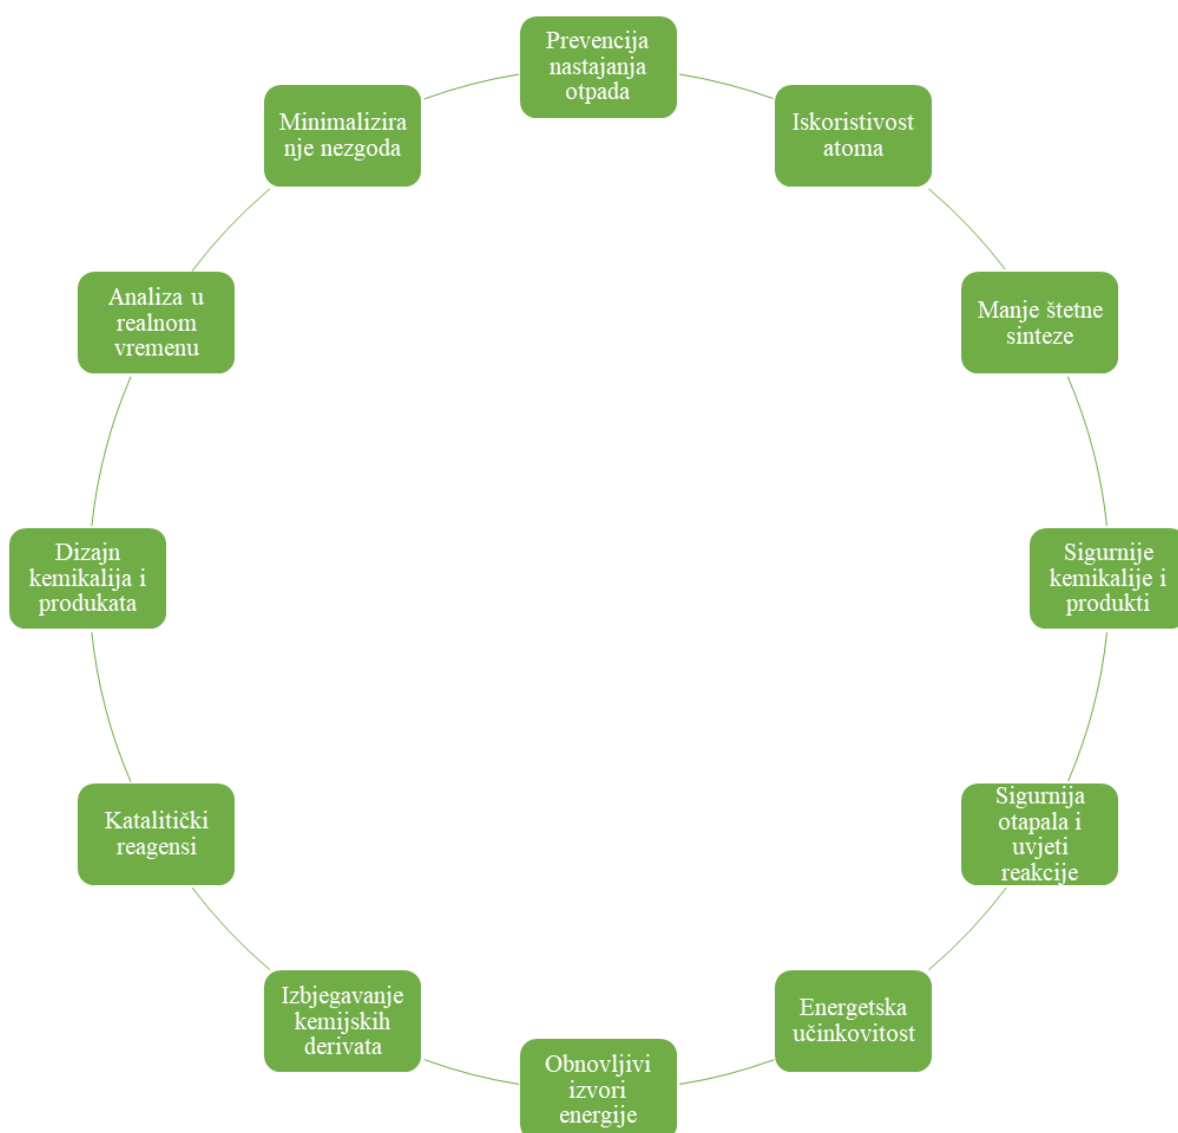 Prevencija
nastajanja
otpada
Iskoristivost
atoma
Manje štetne
sinteze
Sigurnije
kemikalije i
produkti
Sigurnija
otapala i
uvjeti
reakcije
Energetska
učinkovitost
Obnovljivi
izvori
energije
Izbjegavanje
kemijskih
derivata
Katalitički
reagensi
Dizajn
kemikalija i
produkata
Analiza u
realnom
vremenu
Minimalizira
nje nezgoda